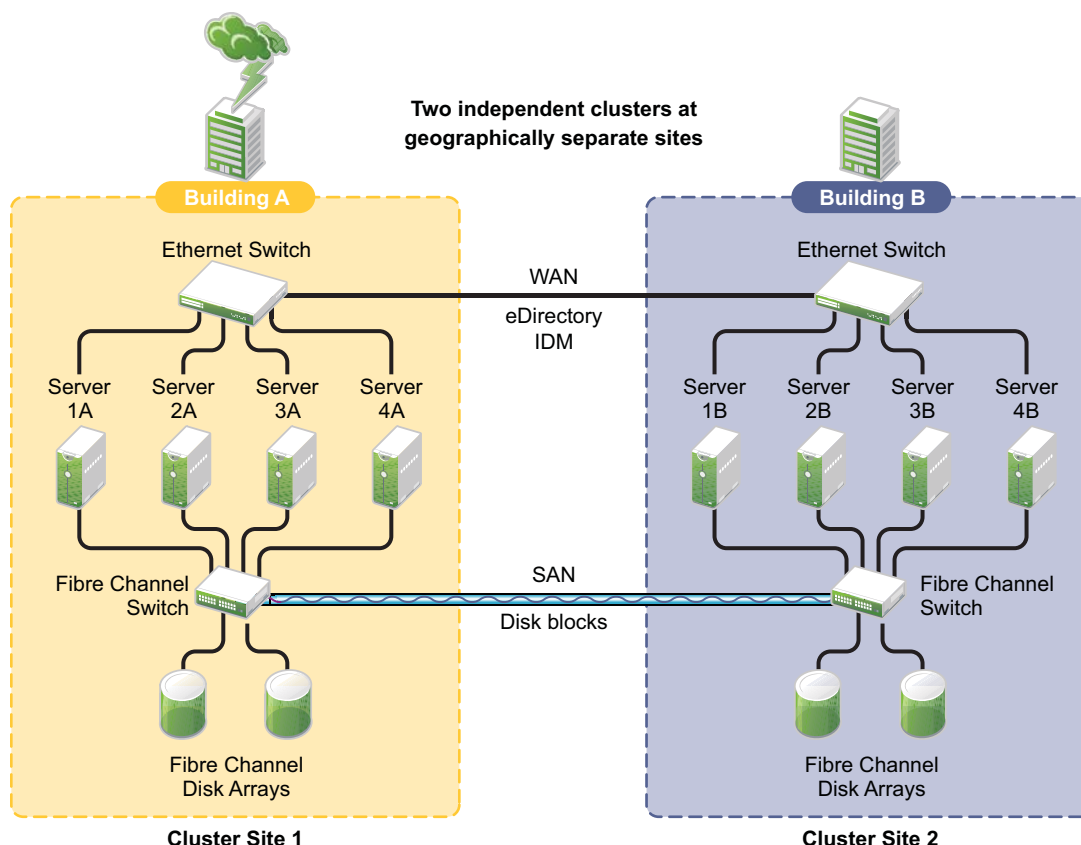 Two independent clusters at
geographically separate sites
Building A
Building B
Ethernet Switch
Ethernet Switch
WAN
eDirectory
IDM
Server
1A
Server
2A
Server
3A
Server
4A
Server
1B
Server
2B
Server
3B
Server
4B
Fibre Channel
Switch
SAN
Disk blocks
Fibre Channel
Switch
Fibre Channel
Disk Arrays
Fibre Channel
Disk Arrays
Cluster Site 1
Cluster Site 2